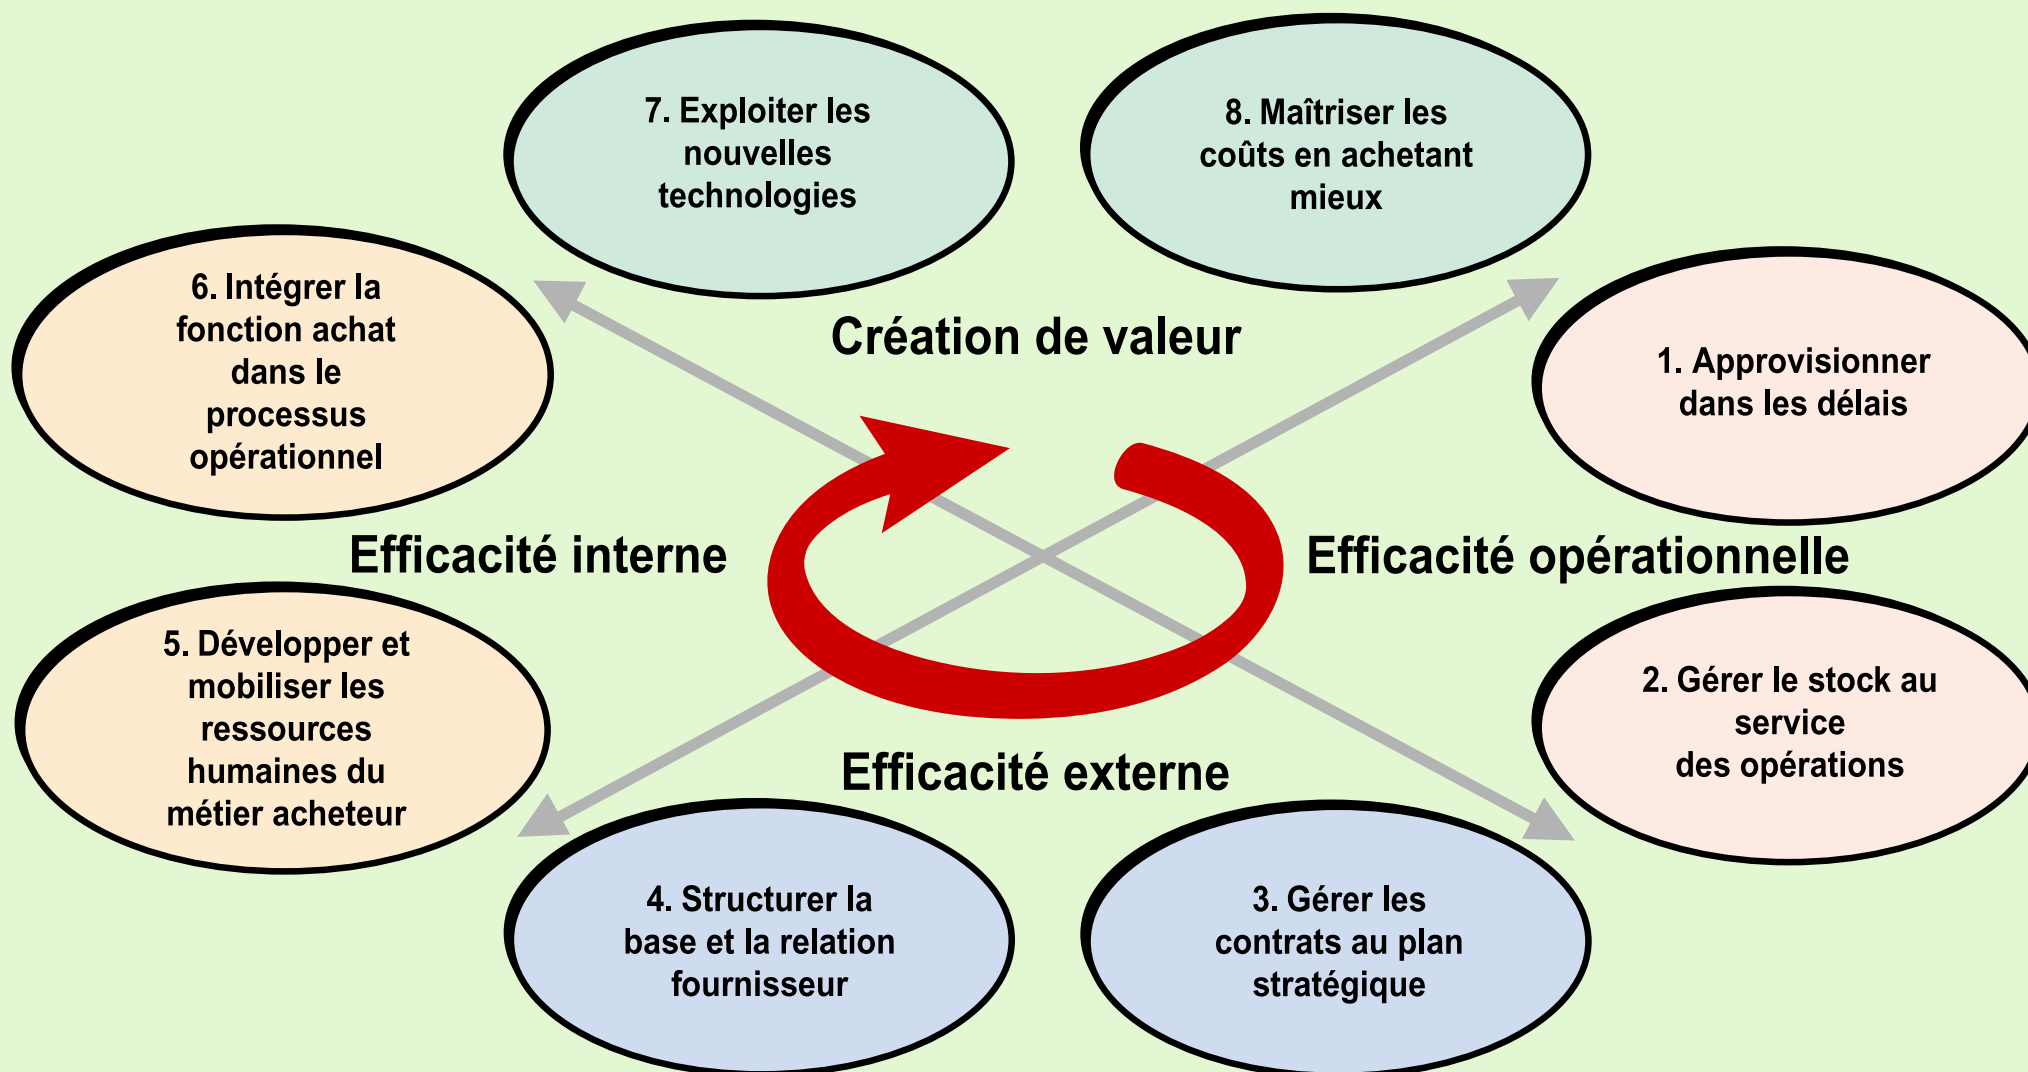 7. Exploiter les
nouvelles
technologies
8. Maîtriser les
coûts en achetant
mieux
6. Intégrer la
fonction achat
dans le
processus
opérationnel
Création de valeur
1. Approvisionner
dans les délais
Efficacité interne
Efficacité opérationnelle
5. Développer et
mobiliser les
ressources
humaines du
métier acheteur
2. Gérer le stock au
service
des opérations
Efficacité externe
4. Structurer la
base et la relation
fournisseur
3. Gérer les
contrats au plan
stratégique